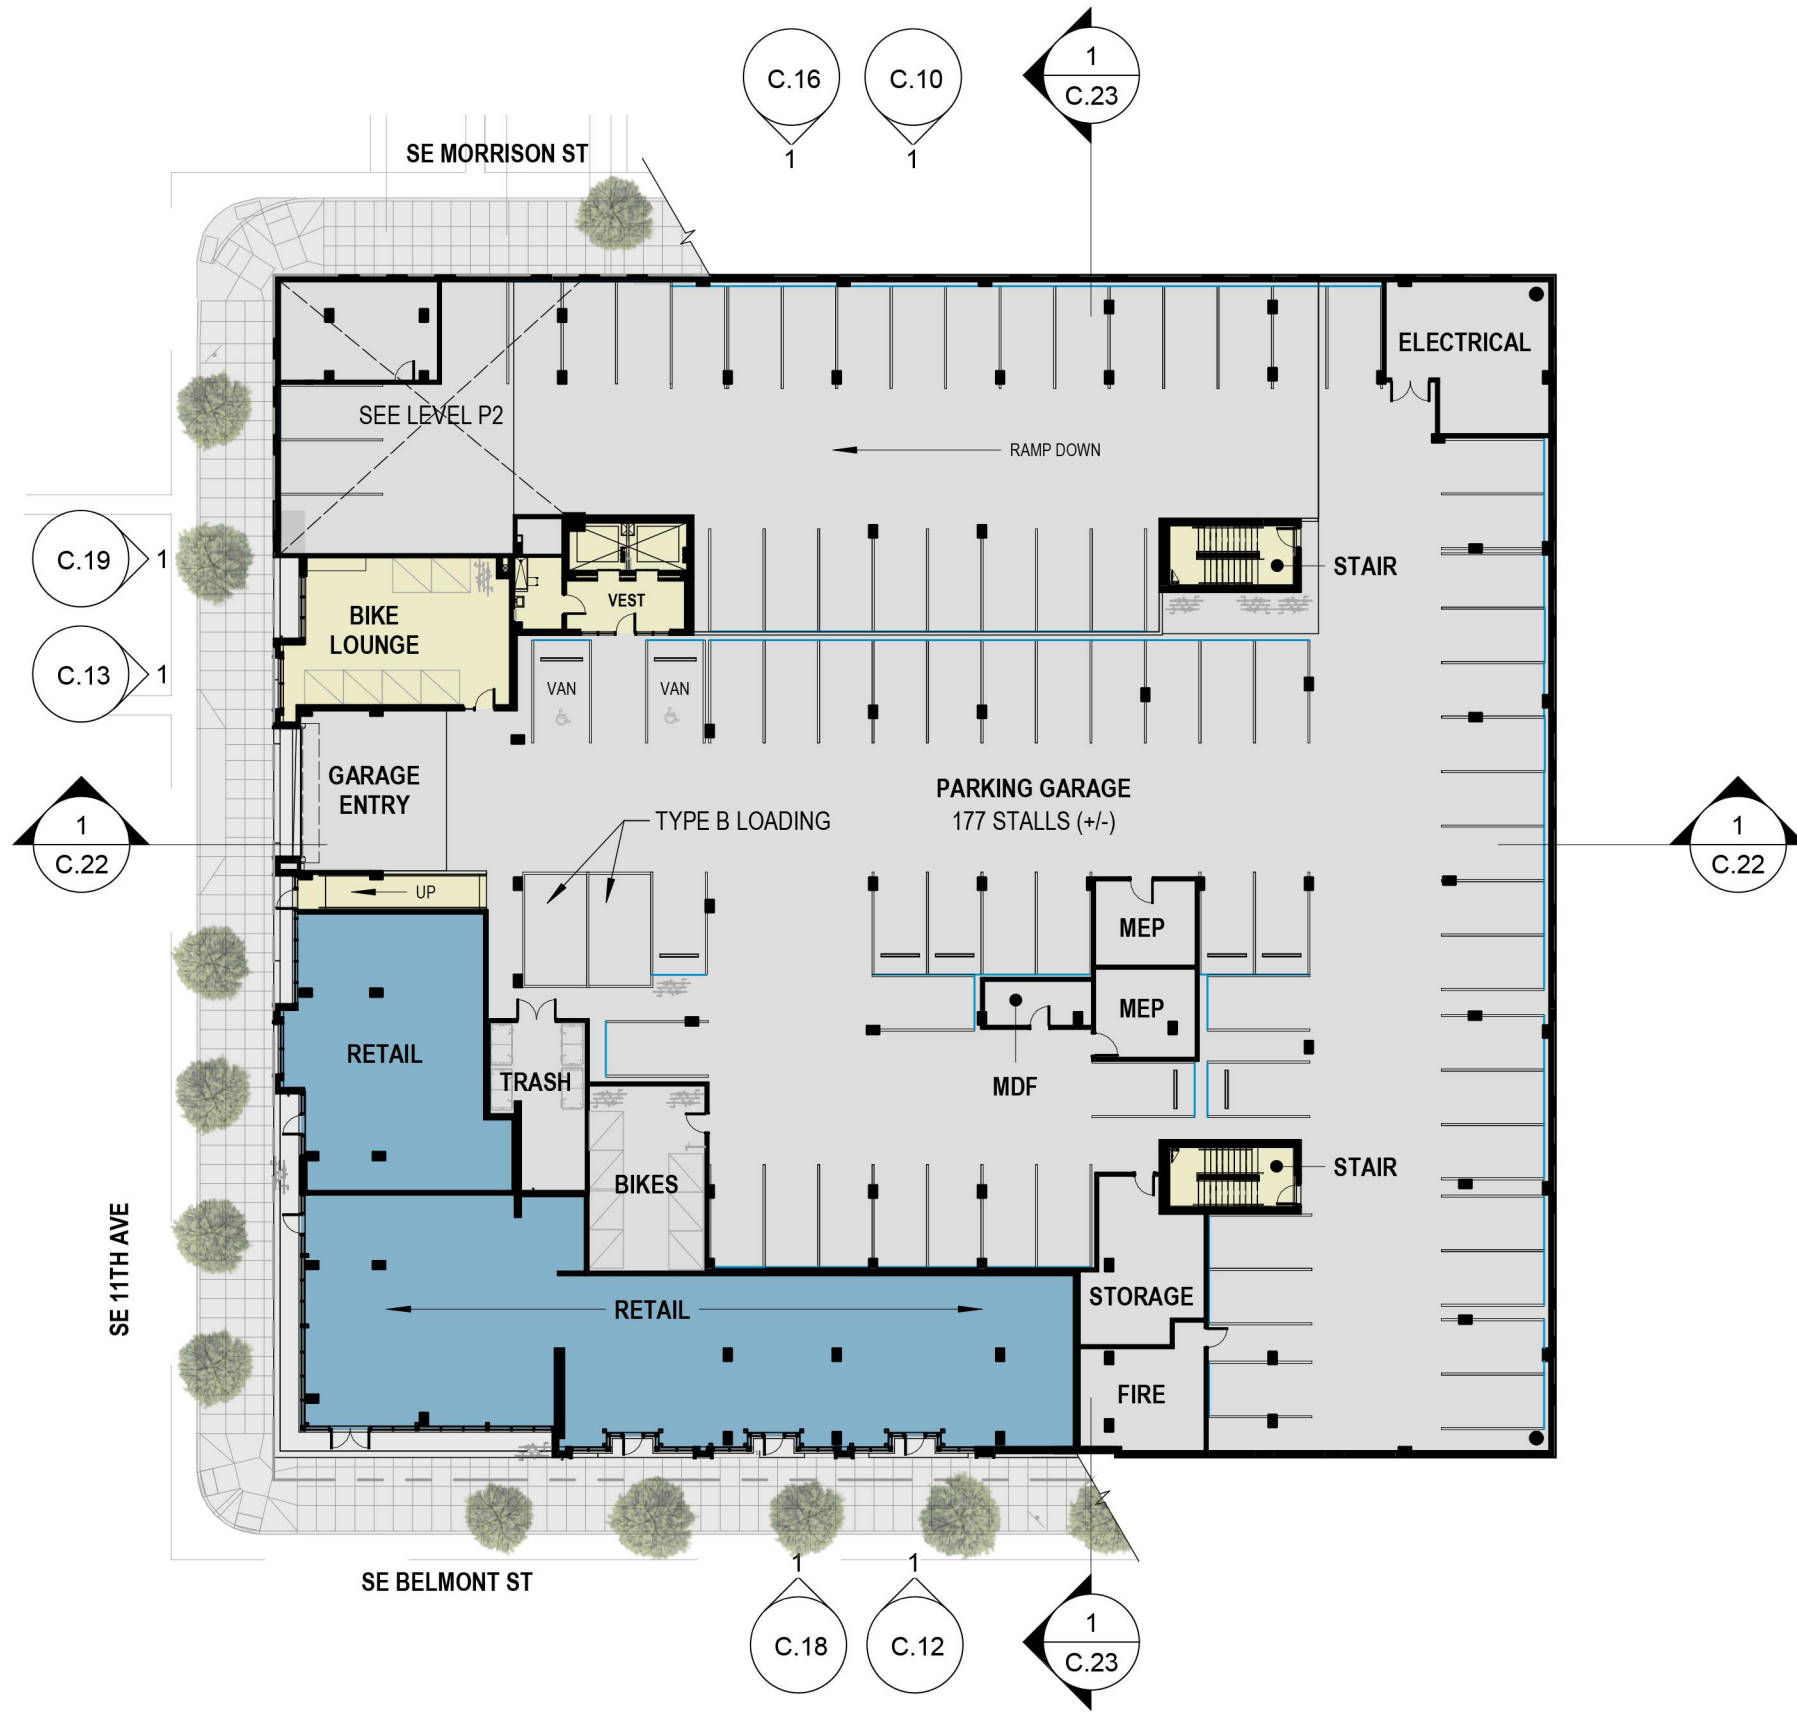 C.16
C.10
1
C.23
1
1
SE MORRISON ST
ELECTRICAL
SEE LEVEL P2
RAMP DOWN
C.19
1
STAIR
VEST
BIKE
LOUNGE
C.13
1
VAN
VAN
GARAGE
ENTRY
PARKING GARAGE
177 STALLS (+/-)
TYPE B LOADING
1
C.22
1
C.22
UP
MEP
MEP
RETAIL
TRASH
MDF
BIKES
STAIR
SE 11TH AVE
STORAGE
RETAIL
FIRE
SE BELMONT ST
1
1
C.18
C.12
1
C.23